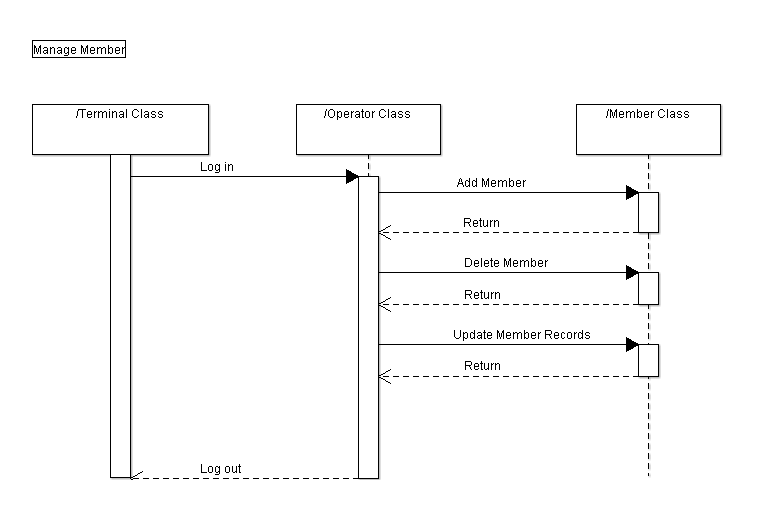 Manage Member
/Terminal Class
/Operator Class
/Member Class
Log in
Add Member
Return
Delete Member
Return
Update Member Records
Return
Log out